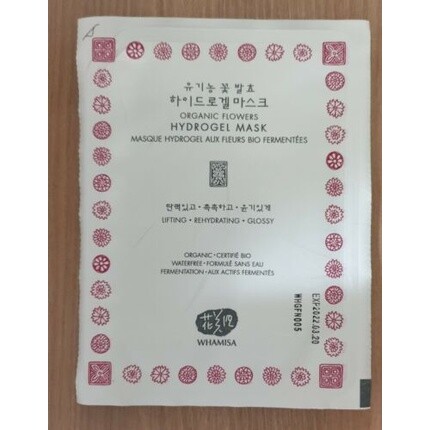 유기농 꽃 발효
하이드로겔 마스크
ORGANIC FLOWERS
HYDROGEL MASK
MASQUE HYDROGEL AUX FLEURS BIO FERMENTÉES
탄력있고 • 촉촉하고 • 윤기있게
LIFTING • REHYDRATING • GLOSSY
ORGANIC • CERTIFIÉ BIO
WATERFREE • FORMULÉ SANS EAU
FERMENTATION • AUX ACTIFS FERMENTÉS
WHAMISA
EXP2022.03.20
WHGFN005